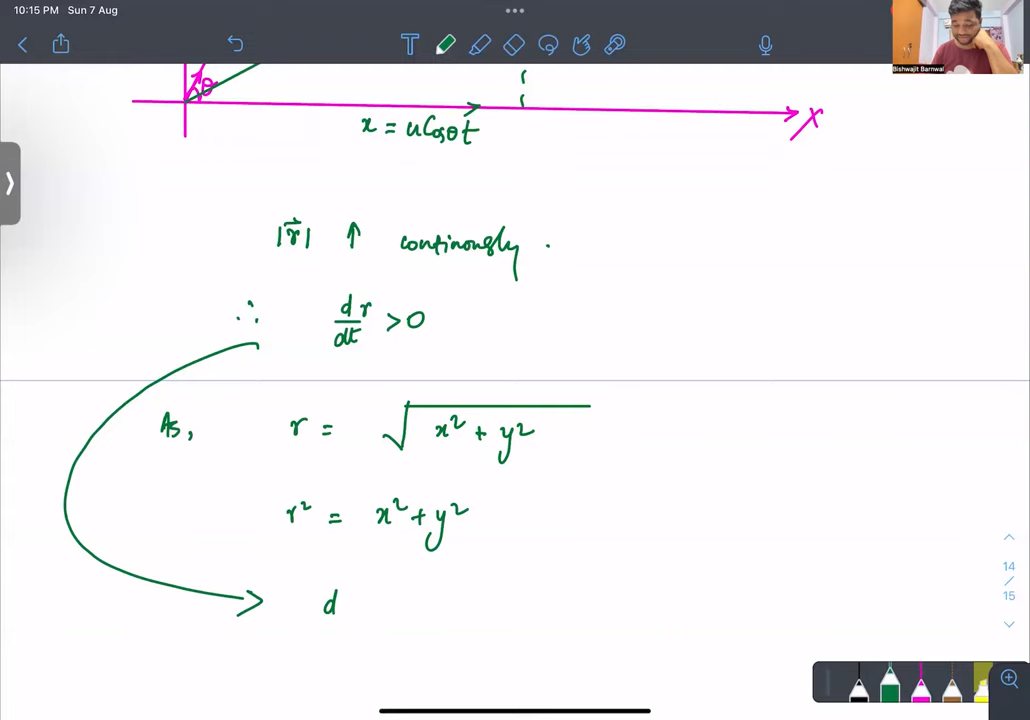 10:15 PM Sun 7 Aug
T
Bishwajit Barnwal
θ
x = u Cosθ t
X
|r⃗| ↑ continously .
∴ dr/dt > 0
As, r = √(x² + y²)
r² = x² + y²
d
14
/
15